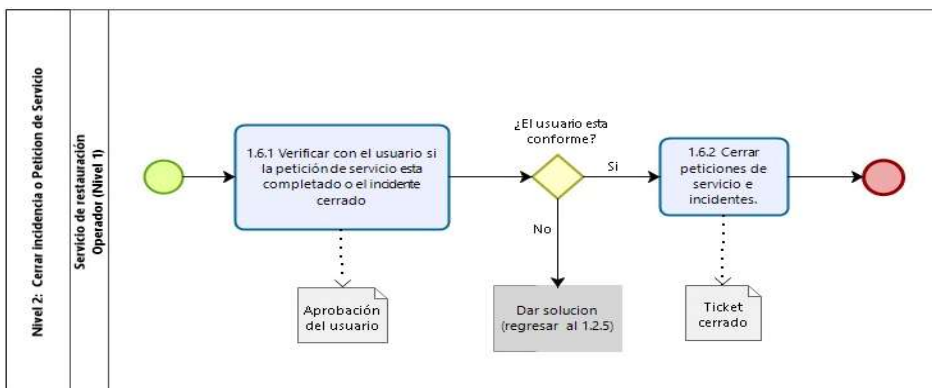 Nivel 2: Cerrar incidencia o Peticion de Servicio
Servicio de restauración
Operador (Nivel 1)
1.6.1 Verificar con el usuario si
la petición de servicio esta
completado o el incidente
cerrado
Aprobación
del usuario
¿El usuario esta
conforme?
Si
No
Dar solucion
(regresar al 1.2.5)
1.6.2 Cerrar
peticiones de
servicio e
incidentes.
Ticket
cerrado